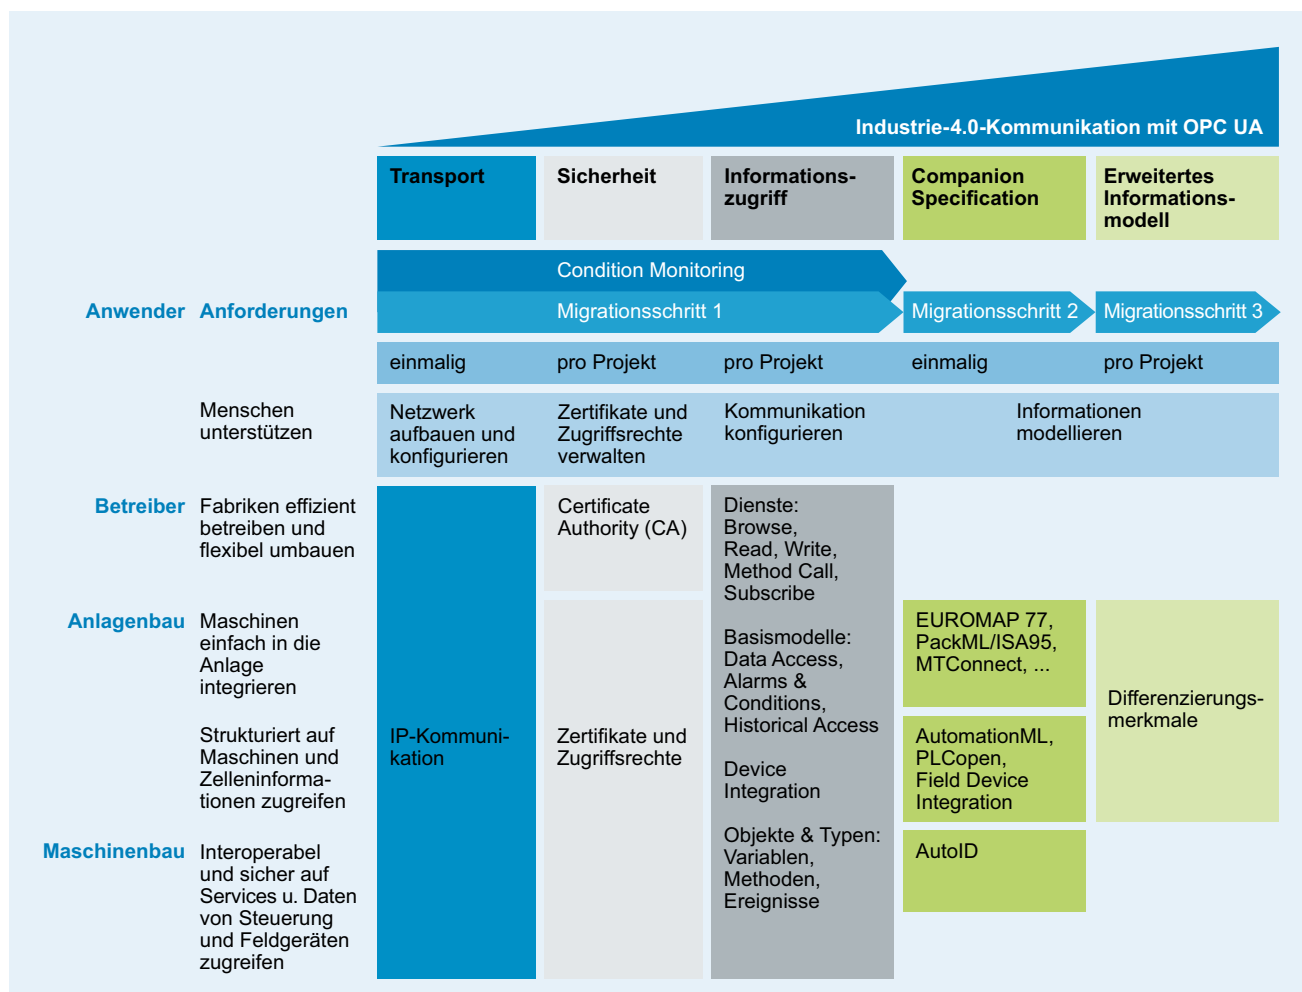 Industrie-4.0-Kommunikation mit OPC UA
Transport
Sicherheit
Informations-
zugriff
Companion
Specification
Erweitertes
Informations-
modell
Condition Monitoring
Anwender Anforderungen
Migrationsschritt 1
Migrationsschritt 2
Migrationsschritt 3
einmalig
pro Projekt
pro Projekt
einmalig
pro Projekt
Menschen
unterstützen
Netzwerk
aufbauen und
konfigurieren
Zertifikate und
Zugriffsrechte
verwalten
Kommunikation
konfigurieren
Informationen
modellieren
Betreiber
Fabriken effizient
betreiben und
flexibel umbauen
Anlagenbau
Maschinen
einfach in die
Anlage
integrieren
Strukturiert auf
Maschinen und
Zelleninforma-
tionen zugreifen
Maschinenbau
Interoperabel
und sicher auf
Services u. Daten
von Steuerung
und Feldgeräten
zugreifen
IP-Kommuni-
kation
Certificate
Authority (CA)
Zertifikate und
Zugriffsrechte
Dienste:
Browse,
Read, Write,
Method Call,
Subscribe
Basismodelle:
Data Access,
Alarms &
Conditions,
Historical Access
Device
Integration
Objekte & Typen:
Variablen,
Methoden,
Ereignisse
EUROMAP 77,
PackML/ISA95,
MTConnect, ...
AutomationML,
PLCopen,
Field Device
Integration
AutoID
Differenzierungs-
merkmale